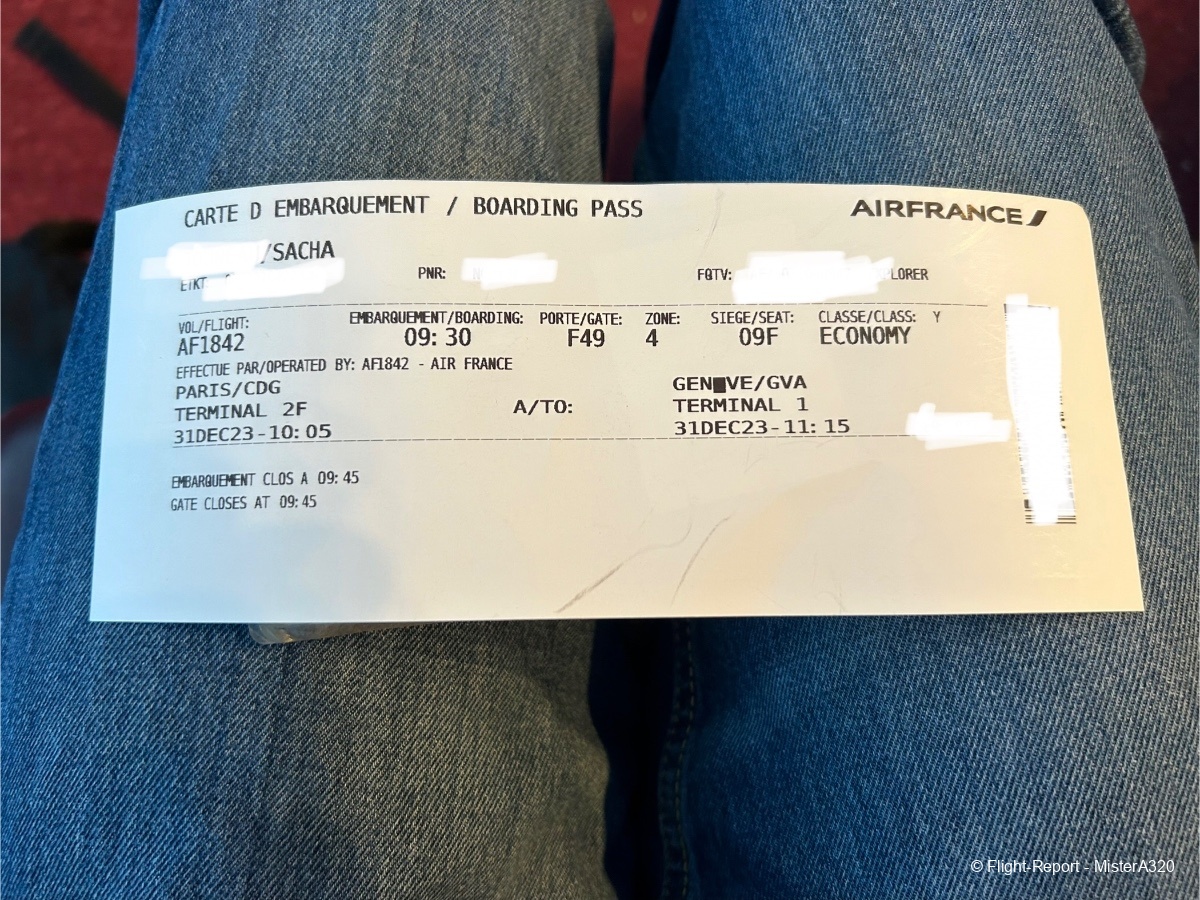 CARTE D EMBARQUEMENT / BOARDING PASS AIRFRANCE
/SACHA
ETKT PNR: FQTV: PLORER
VOL/FLIGHT: EMBARQUEMENT/BOARDING: PORTE/GATE: ZONE: SIEGE/SEAT: CLASSE/CLASS: Y
AF1842 09:30 F49 4 09F ECONOMY
EFFECTUE PAR/OPERATED BY: AF1842 - AIR FRANCE
PARIS/CDG GEN■VE/GVA
TERMINAL 2F A/TO: TERMINAL 1
31DEC23-10:05 31DEC23-11:15
EMBARQUEMENT CLOS A 09:45
GATE CLOSES AT 09:45
© Flight-Report - MisterA320